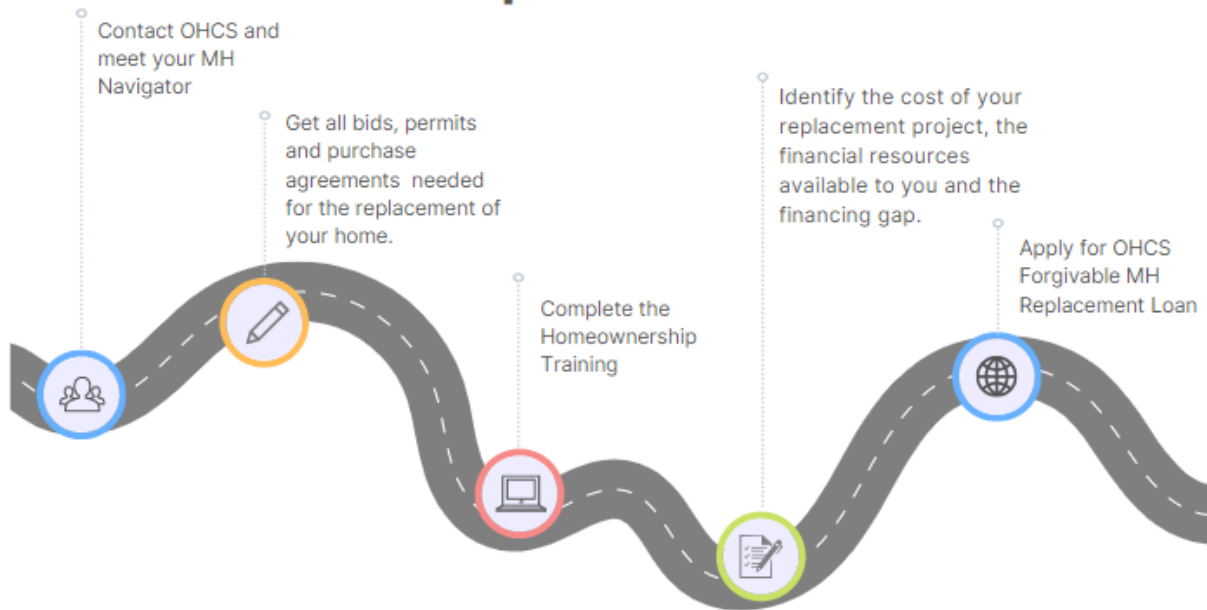 Contact OHCS and
meet your MH
Navigator
Get all bids, permits
and purchase
agreements needed
for the replacement of
your home.
Complete the
Homeownership
Training
Identify the cost of your
replacement project, the
financial resources
available to you and the
financing gap.
Apply for OHCS
Forgivable MH
Replacement Loan